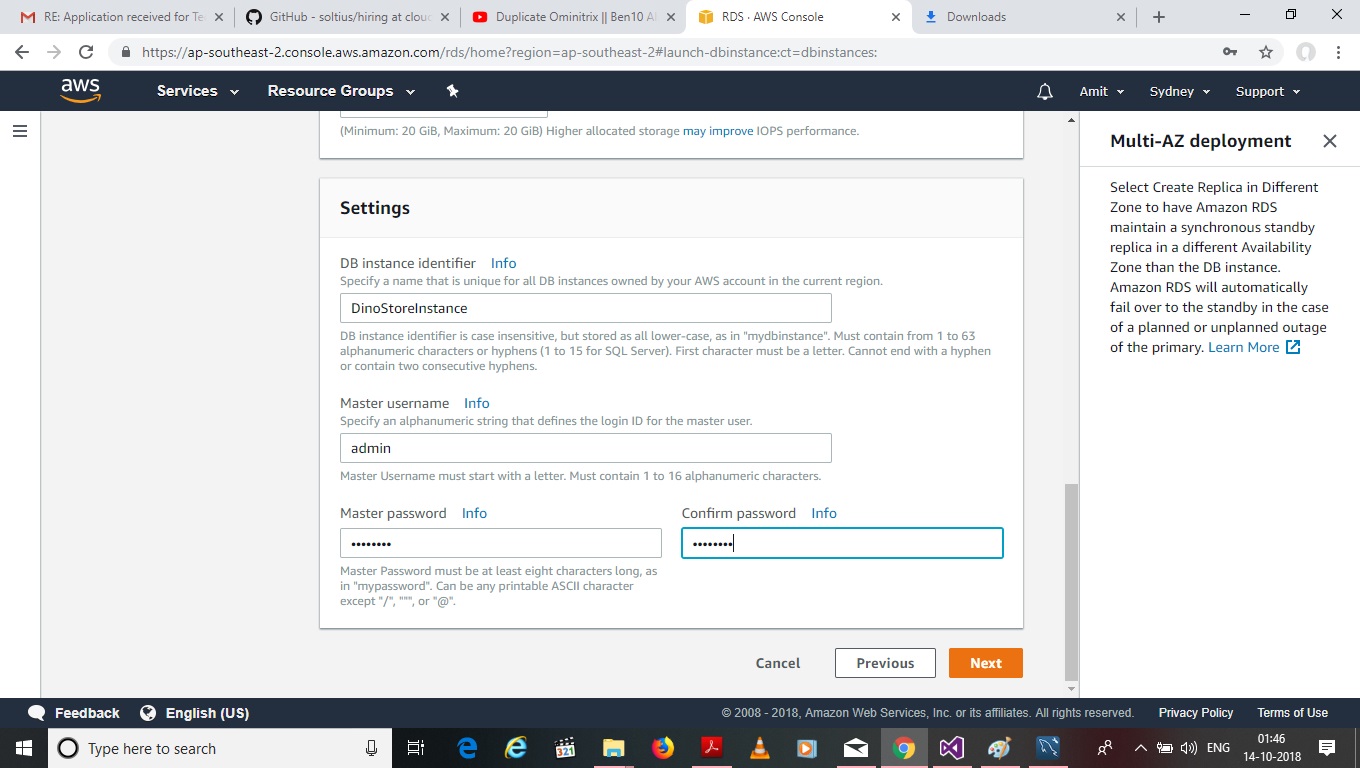 RE: Application received for Te
GitHub - soltius/hiring at cloud
Duplicate Ominitrix || Ben10 Al
RDS · AWS Console
Downloads
https://ap-southeast-2.console.aws.amazon.com/rds/home?region=ap-southeast-2#launch-dbinstance:ct=dbinstances:
aws
Services
Resource Groups
Amit
Sydney
Support
(Minimum: 20 GiB, Maximum: 20 GiB) Higher allocated storage may improve IOPS performance.
Multi-AZ deployment
Select Create Replica in Different
Zone to have Amazon RDS
maintain a synchronous standby
replica in a different Availability
Zone than the DB instance.
Amazon RDS will automatically
fail over to the standby in the case
of a planned or unplanned outage
of the primary. Learn More
Settings
DB instance identifier Info
Specify a name that is unique for all DB instances owned by your AWS account in the current region.
DinoStoreInstance
DB instance identifier is case insensitive, but stored as all lower-case, as in "mydbinstance". Must contain from 1 to 63
alphanumeric characters or hyphens (1 to 15 for SQL Server). First character must be a letter. Cannot end with a hyphen
or contain two consecutive hyphens.
Master username Info
Specify an alphanumeric string that defines the login ID for the master user.
admin
Master Username must start with a letter. Must contain 1 to 16 alphanumeric characters.
Master password Info
Confirm password Info
••••••••
••••••••
Master Password must be at least eight characters long, as
in "mypassword". Can be any printable ASCII character
except "/", """, or "@".
Cancel
Previous
Next
Feedback
English (US)
© 2008 - 2018, Amazon Web Services, Inc. or its affiliates. All rights reserved.
Privacy Policy
Terms of Use
Type here to search
321
ENG
01:46
14-10-2018